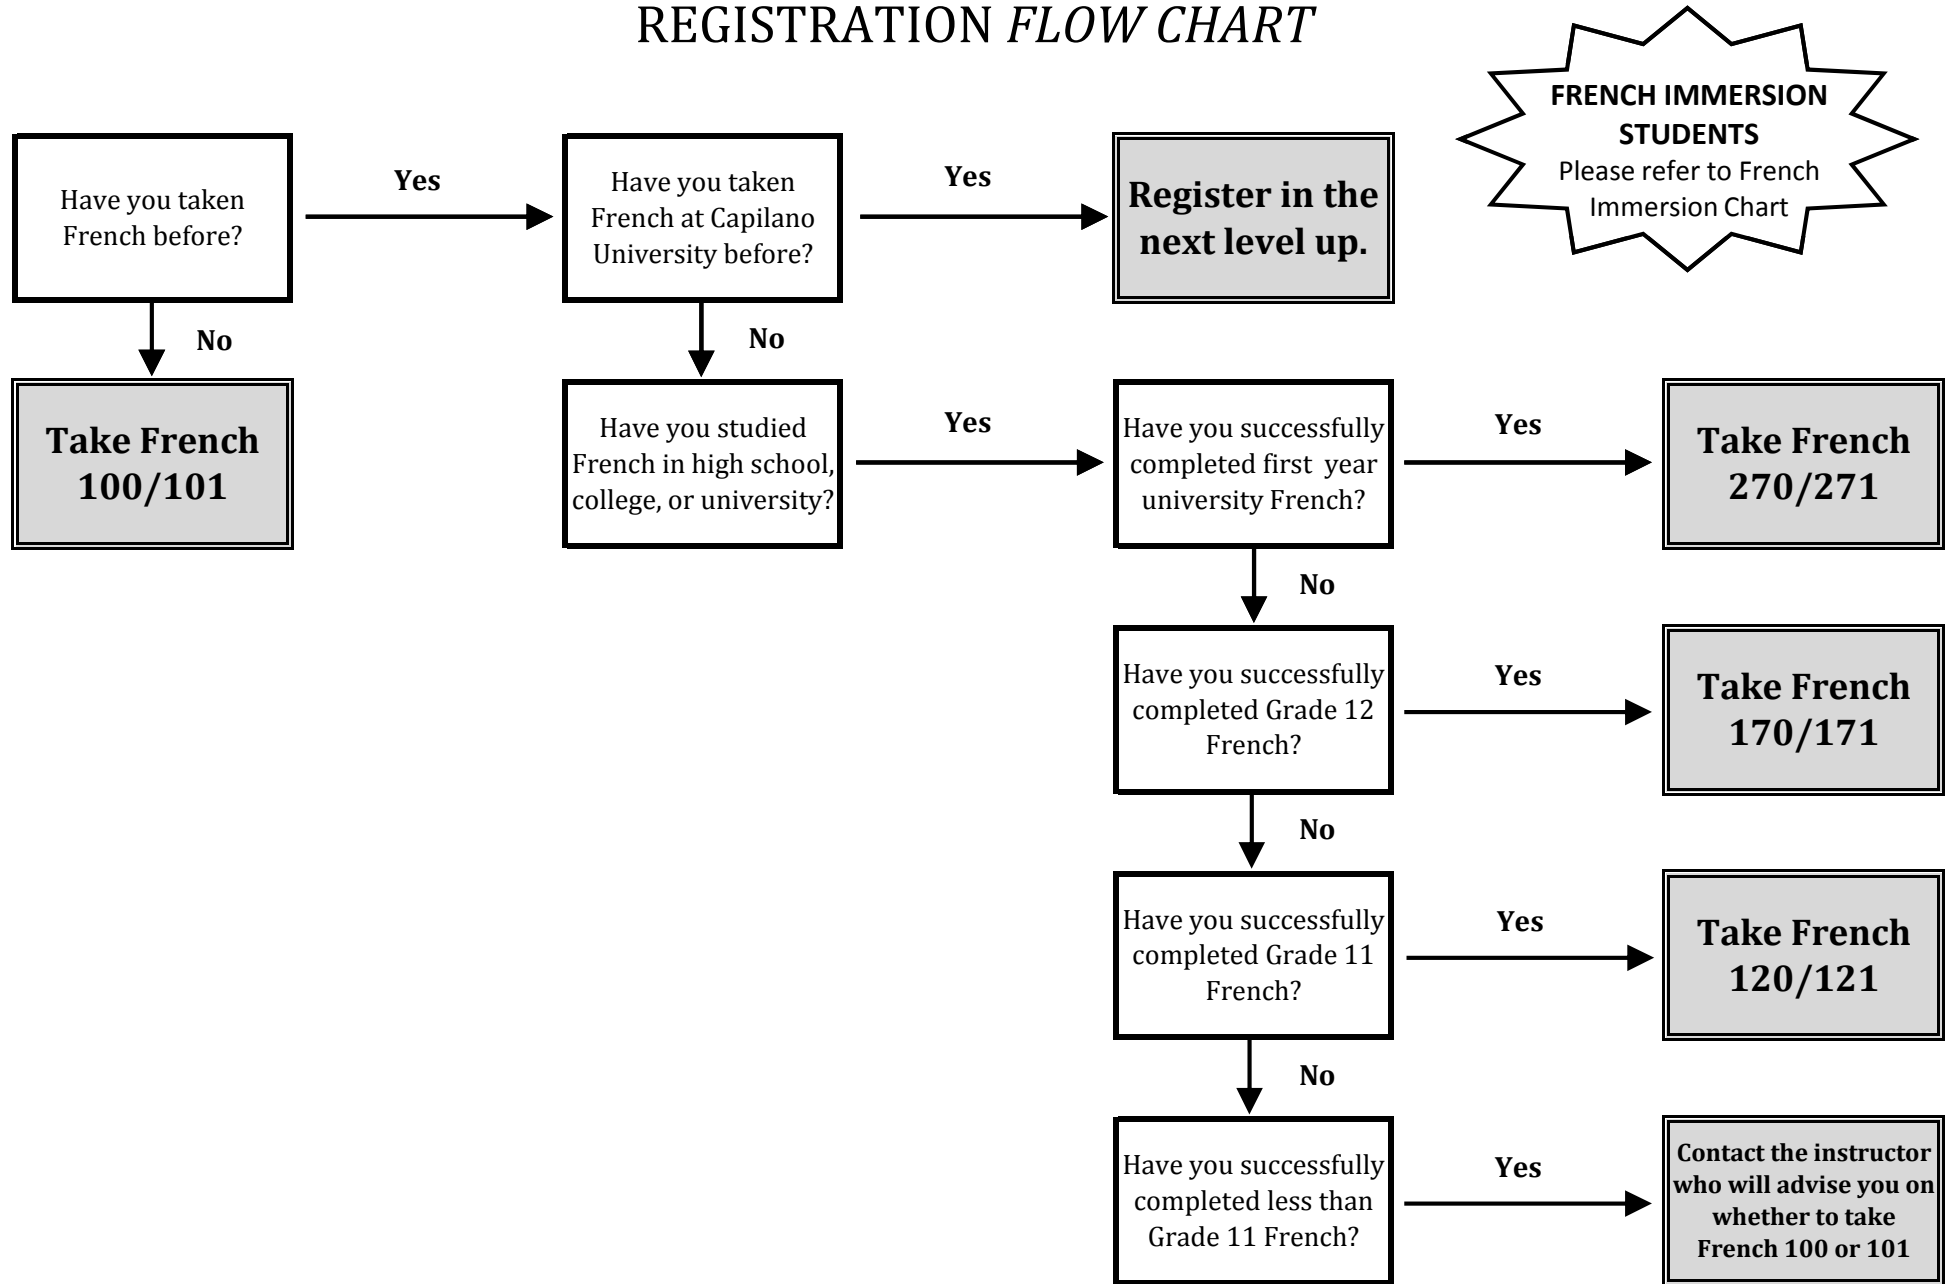 REGISTRATION FLOW CHART
FRENCH IMMERSION
STUDENTS
Please refer to French
Immersion Chart
Have you taken
French before?
Yes
Have you taken
French at Capilano
University before?
Yes
Register in the
next level up.
No
No
Take French
100/101
Have you studied
French in high school,
college, or university?
Yes
Have you successfully
completed first year
university French?
Yes
Take French
270/271
No
Have you successfully
completed Grade 12
French?
Yes
Take French
170/171
No
Have you successfully
completed Grade 11
French?
Yes
Take French
120/121
No
Have you successfully
completed less than
Grade 11 French?
Yes
Contact the instructor
who will advise you on
whether to take
French 100 or 101